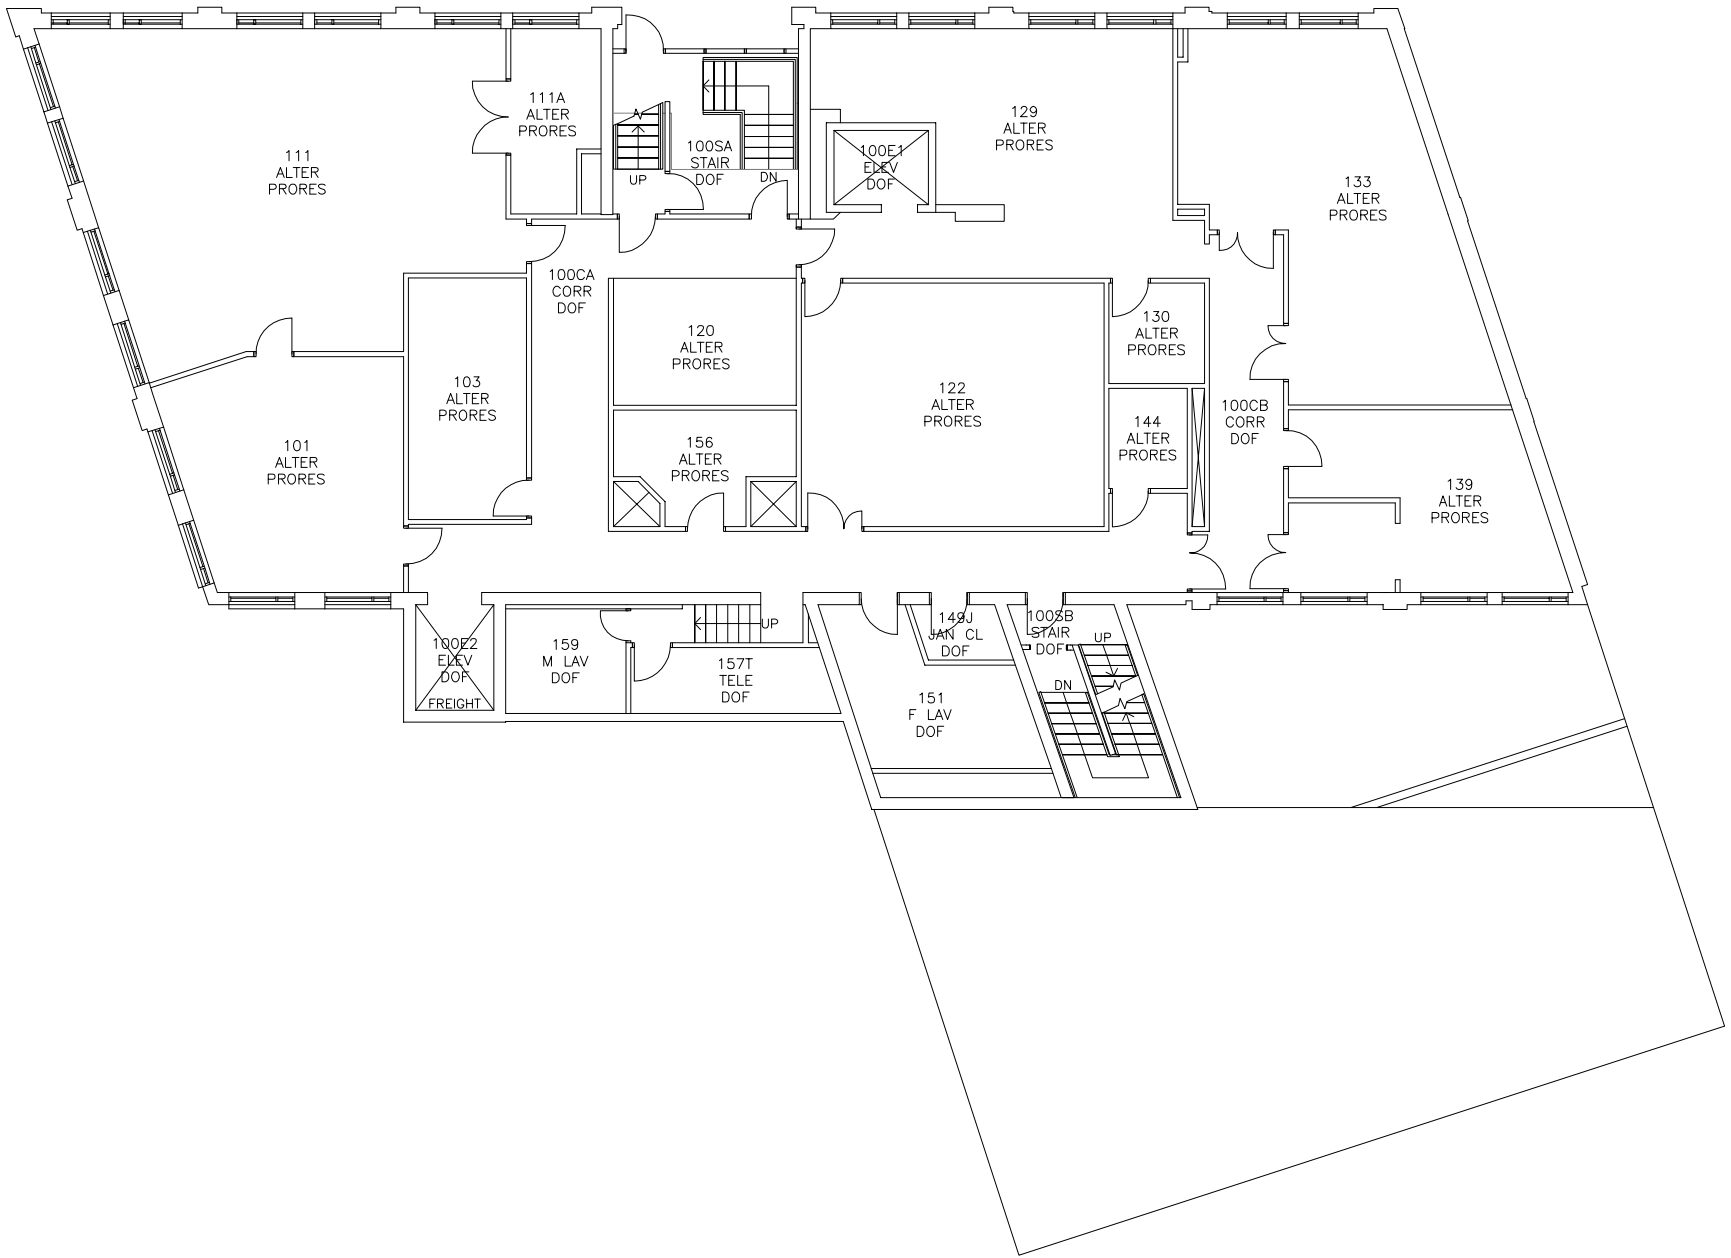 111A
ALTER
PRORES
129
ALTER
PRORES
111
ALTER
PRORES
100SA
STAIR
DOF
UP
DN
100E1
ELEV
DOF
133
ALTER
PRORES
100CA
CORR
DOF
120
ALTER
PRORES
130
ALTER
PRORES
103
ALTER
PRORES
122
ALTER
PRORES
100CB
CORR
DOF
101
ALTER
PRORES
156
ALTER
PRORES
144
ALTER
PRORES
139
ALTER
PRORES
100E2
ELEV
DOF
FREIGHT
159
M LAV
DOF
UP
157T
TELE
DOF
149J
JAN CL
DOF
100SB
STAIR
DOF
UP
DN
151
F LAV
DOF